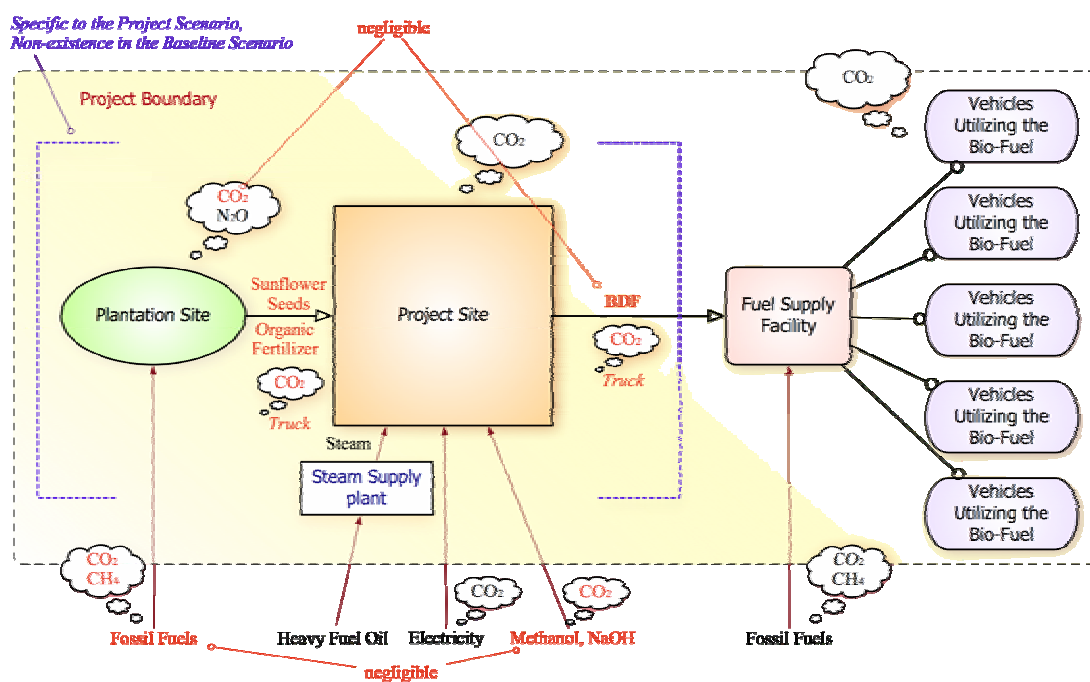 Specific to the Project Scenario,
Non-existence in the Baseline Scenario
negligible
CO₂
Project Boundary
Vehicles
Utilizing the
Bio-Fuel
CO₂
CO₂
N₂O
Vehicles
Utilizing the
Bio-Fuel
Sunflower
Seeds
Plantation Site
Organic
Fertilizer
Project Site
BDF
Fuel Supply
Facility
Vehicles
Utilizing the
Bio-Fuel
CO₂
Truck
CO₂
Truck
Vehicles
Utilizing the
Bio-Fuel
Steam
Steam Supply
plant
Vehicles
Utilizing the
Bio-Fuel
CO₂
CH₄
CO₂
CO₂
CO₂
CH₄
Fossil Fuels
Heavy Fuel Oil
Electricity
Methanol, NaOH
Fossil Fuels
negligible